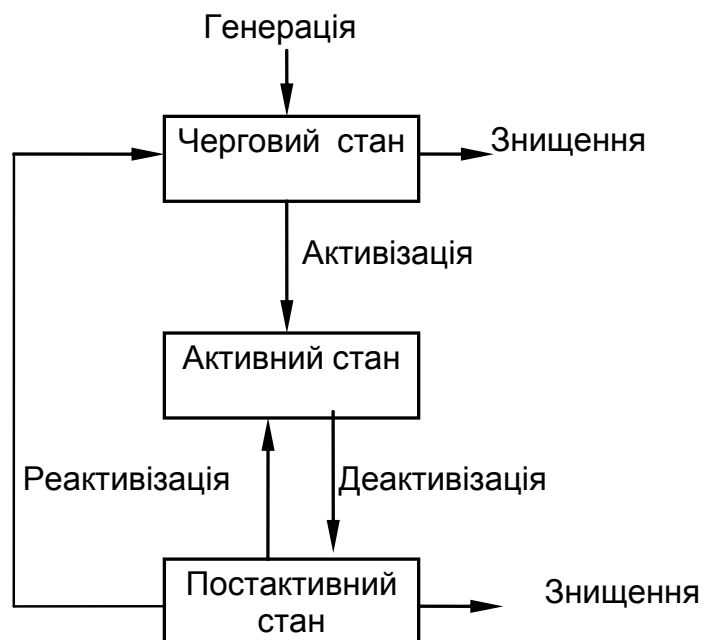 Генерація
Черговий стан
Знищення
Активізація
Активний стан
Реактивізація
Деактивізація
Постактивний
стан
Знищення